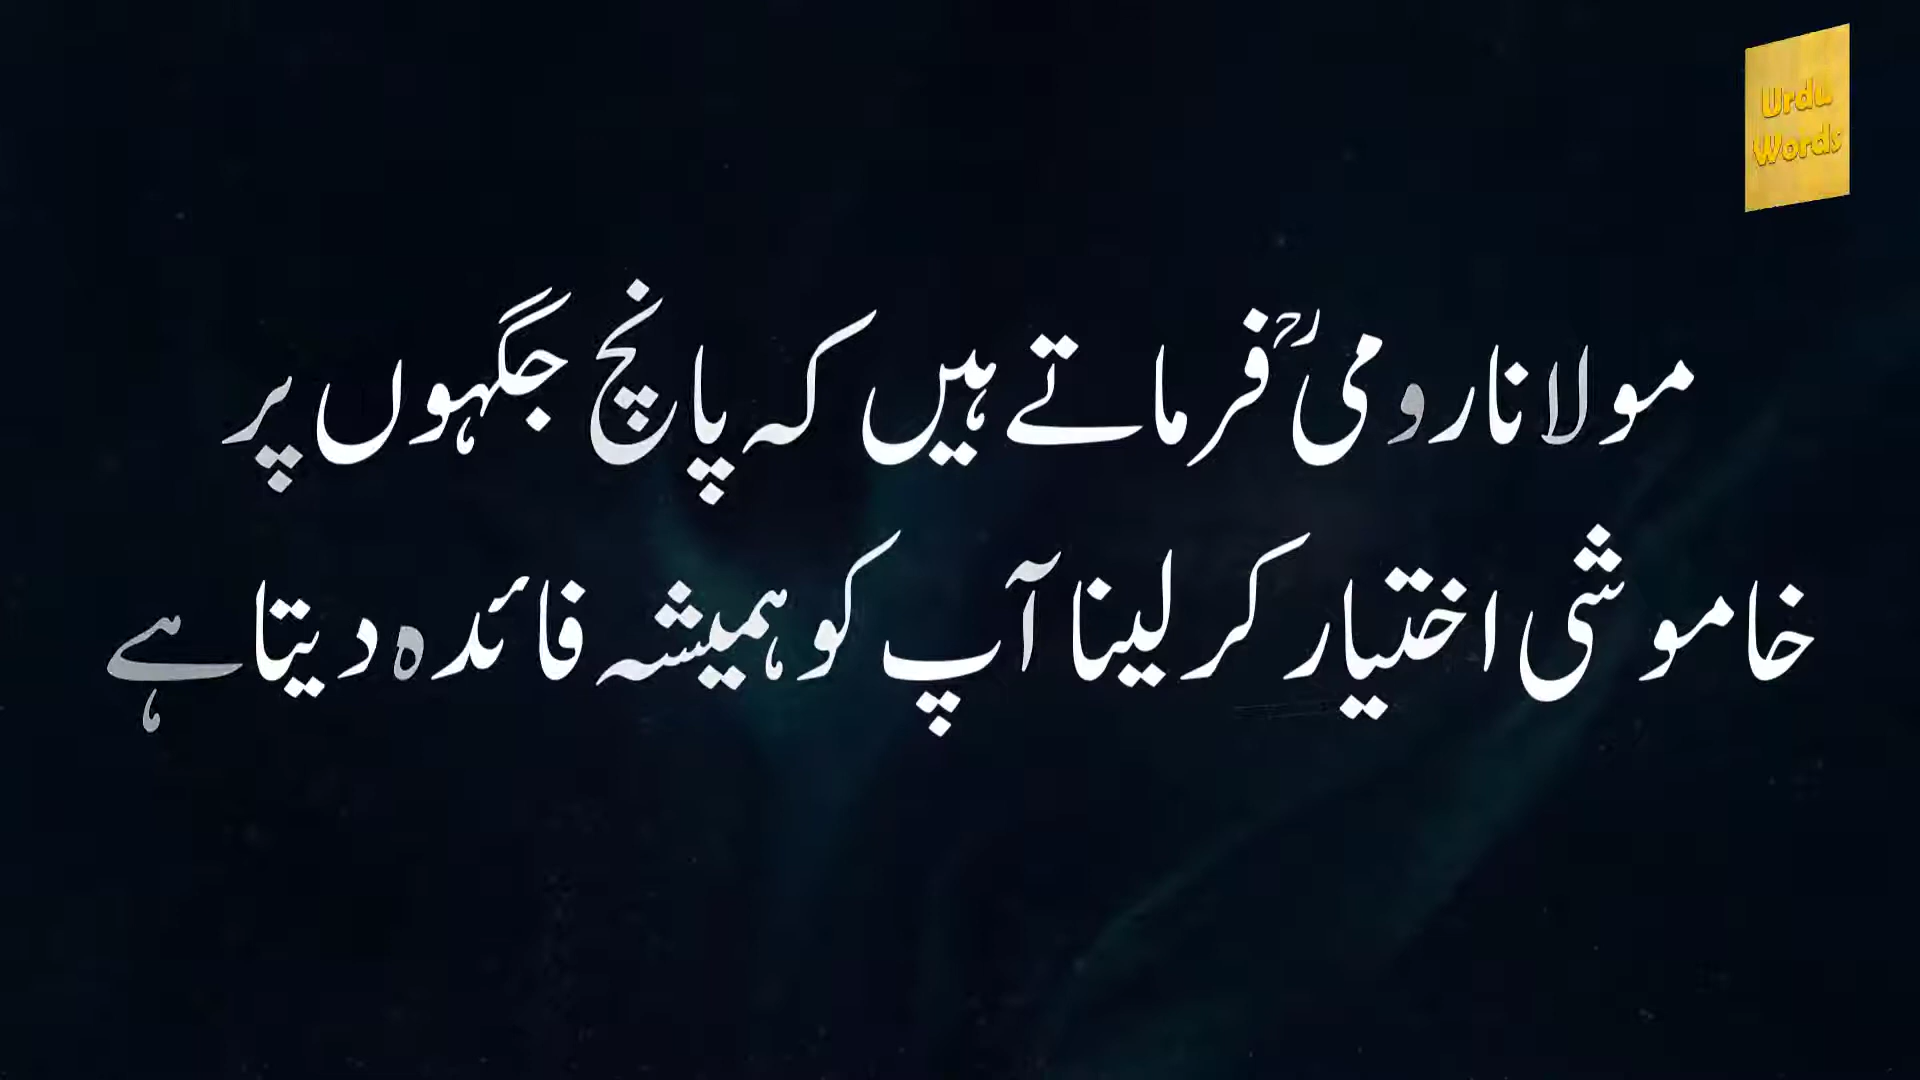 Urdu
Words
مولانا رومیؒ فرماتے ہیں کہ پانچ جگہوں پر
خاموشی اختیار کر لینا آپ کو ہمیشہ فائدہ دیتا ہے